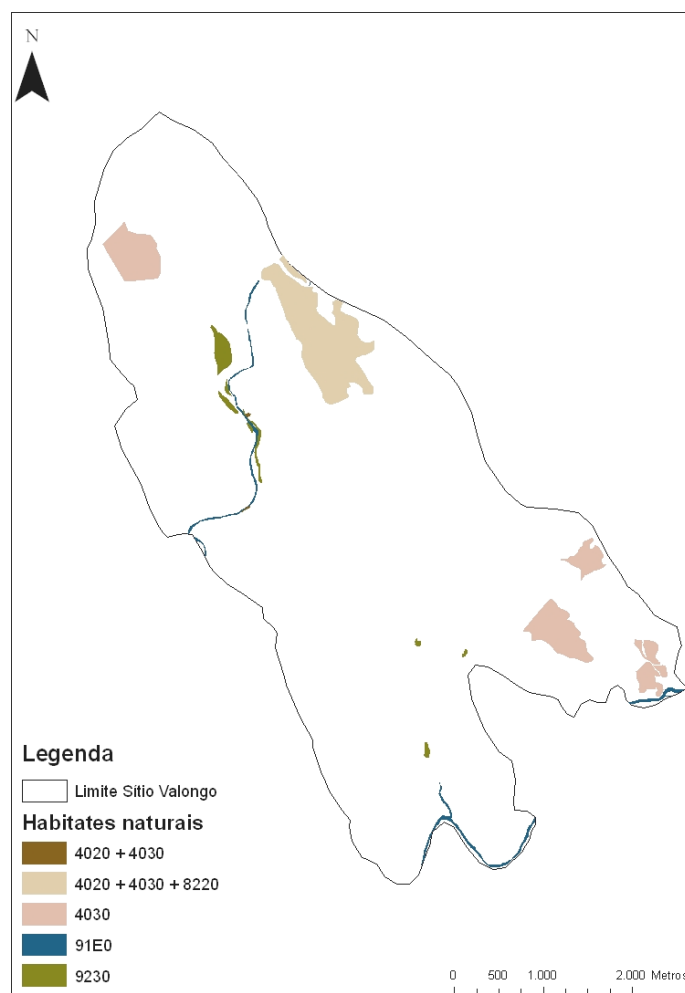 N
Legenda
Limite Sítio Valongo
Habitates naturais
4020 + 4030
4020 + 4030 + 8220
4030
91E0
9230
0 500 1.000 2.000 Metros